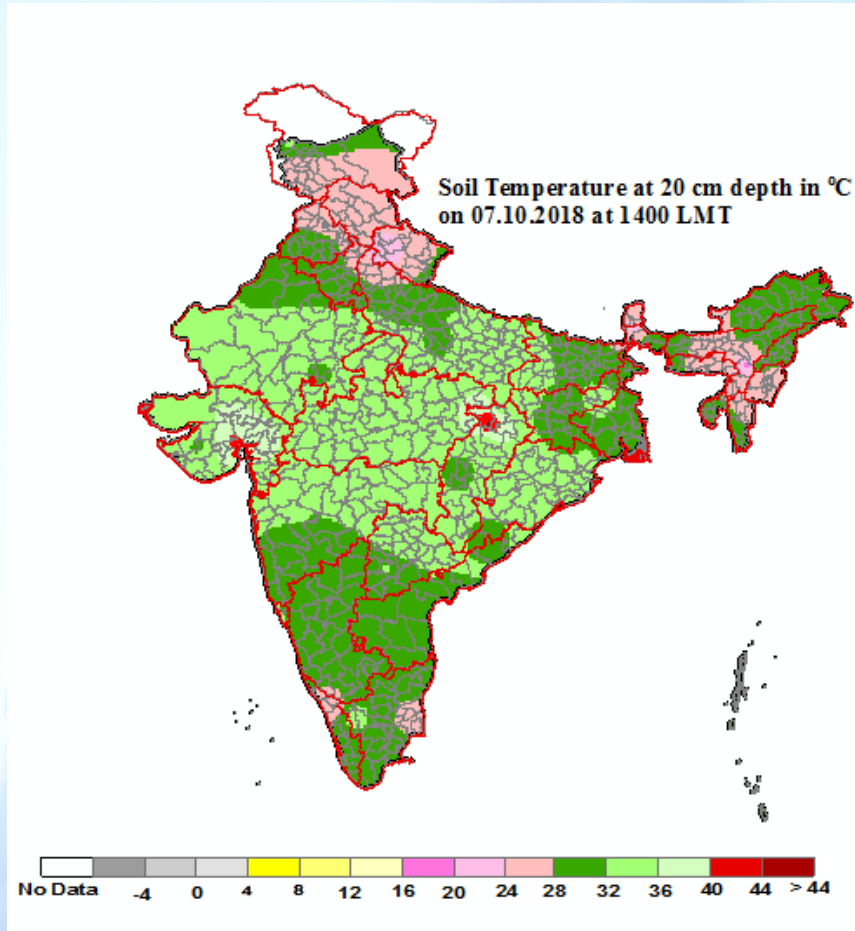 Soil Temperature at 20 cm depth in ⁰C
on 07.10.2018 at 1400 LMT
No Data -4 0 4 8 12 16 20 24 28 32 36 40 44 > 44